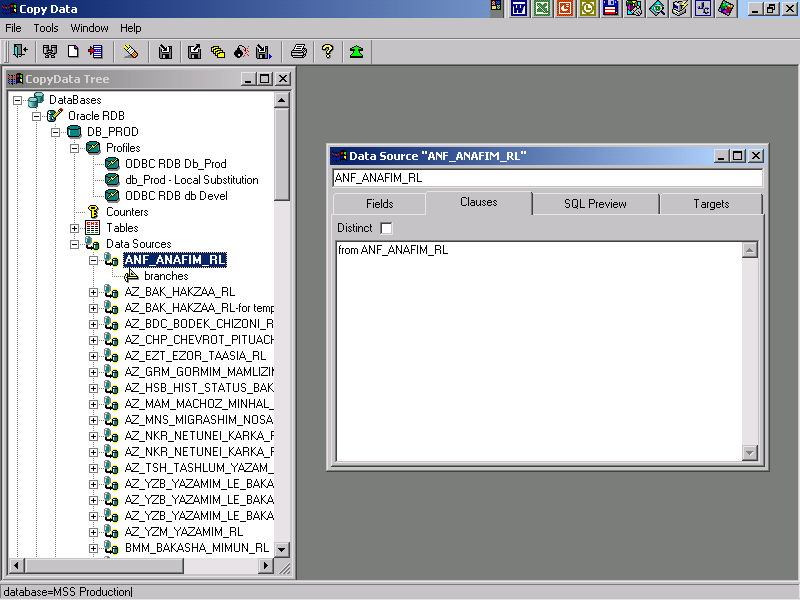 Copy Data
File Tools Window Help
CopyData Tree
DataBases
Oracle RDB
DB_PROD
Profiles
ODBC RDB Db_Prod
db_Prod - Local Substitution
ODBC RDB db Devel
Counters
Tables
Data Sources
ANF_ANAFIM_RL
branches
AZ_BAK_HAKZAA_RL
AZ_BAK_HAKZAA_RL-for temp
AZ_BDC_BODEK_CHIZONI_R
AZ_CHP_CHEVROT_PITUACH
AZ_EZT_EZOR_TAASIA_RL
AZ_GRM_GORMIM_MAMLIZIM
AZ_HSB_HIST_STATUS_BAK
AZ_MAM_MACHOZ_MINHAL_
AZ_MNS_MIGRASHIM_NOSA
AZ_NKR_NETUNEI_KARKA_R
AZ_NKR_NETUNEI_KARKA_R
AZ_TSH_TASHLUM_YAZAM_
AZ_YZB_YAZAMIM_LE_BAKA
AZ_YZB_YAZAMIM_LE_BAKA
AZ_YZB_YAZAMIM_LE_BAKA
AZ_YZM_YAZAMIM_RL
BMM_BAKASHA_MIMUN_RL
Data Source "ANF_ANAFIM_RL"
ANF_ANAFIM_RL
Fields Clauses SQL Preview Targets
Distinct
from ANF_ANAFIM_RL
database=MSS Production